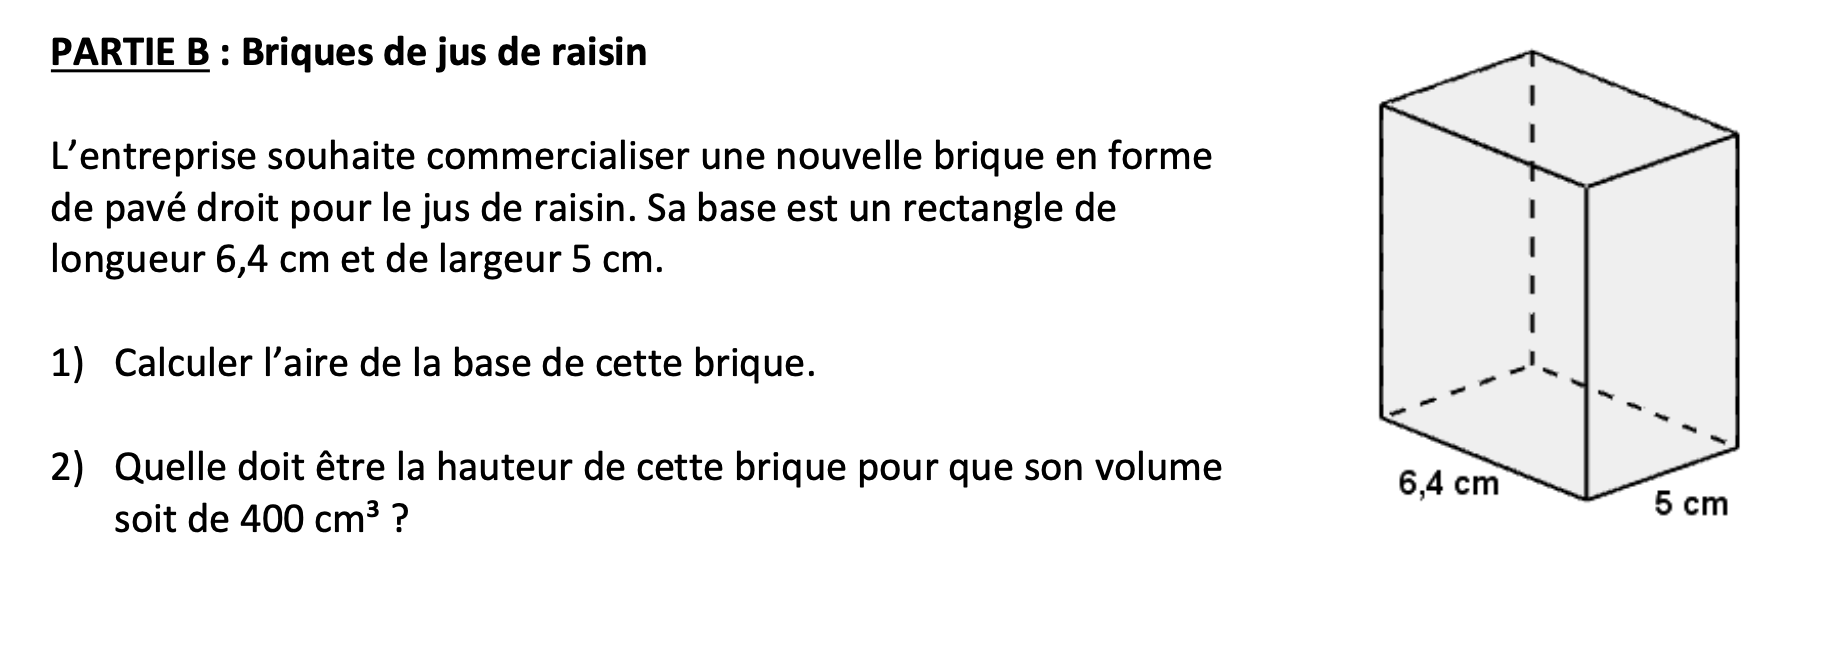 PARTIE B : Briques de jus de raisin
L’entreprise souhaite commercialiser une nouvelle brique en forme
de pavé droit pour le jus de raisin. Sa base est un rectangle de
longueur 6,4 cm et de largeur 5 cm.
1) Calculer l’aire de la base de cette brique.
2) Quelle doit être la hauteur de cette brique pour que son volume
soit de 400 cm³ ?
6,4 cm
5 cm